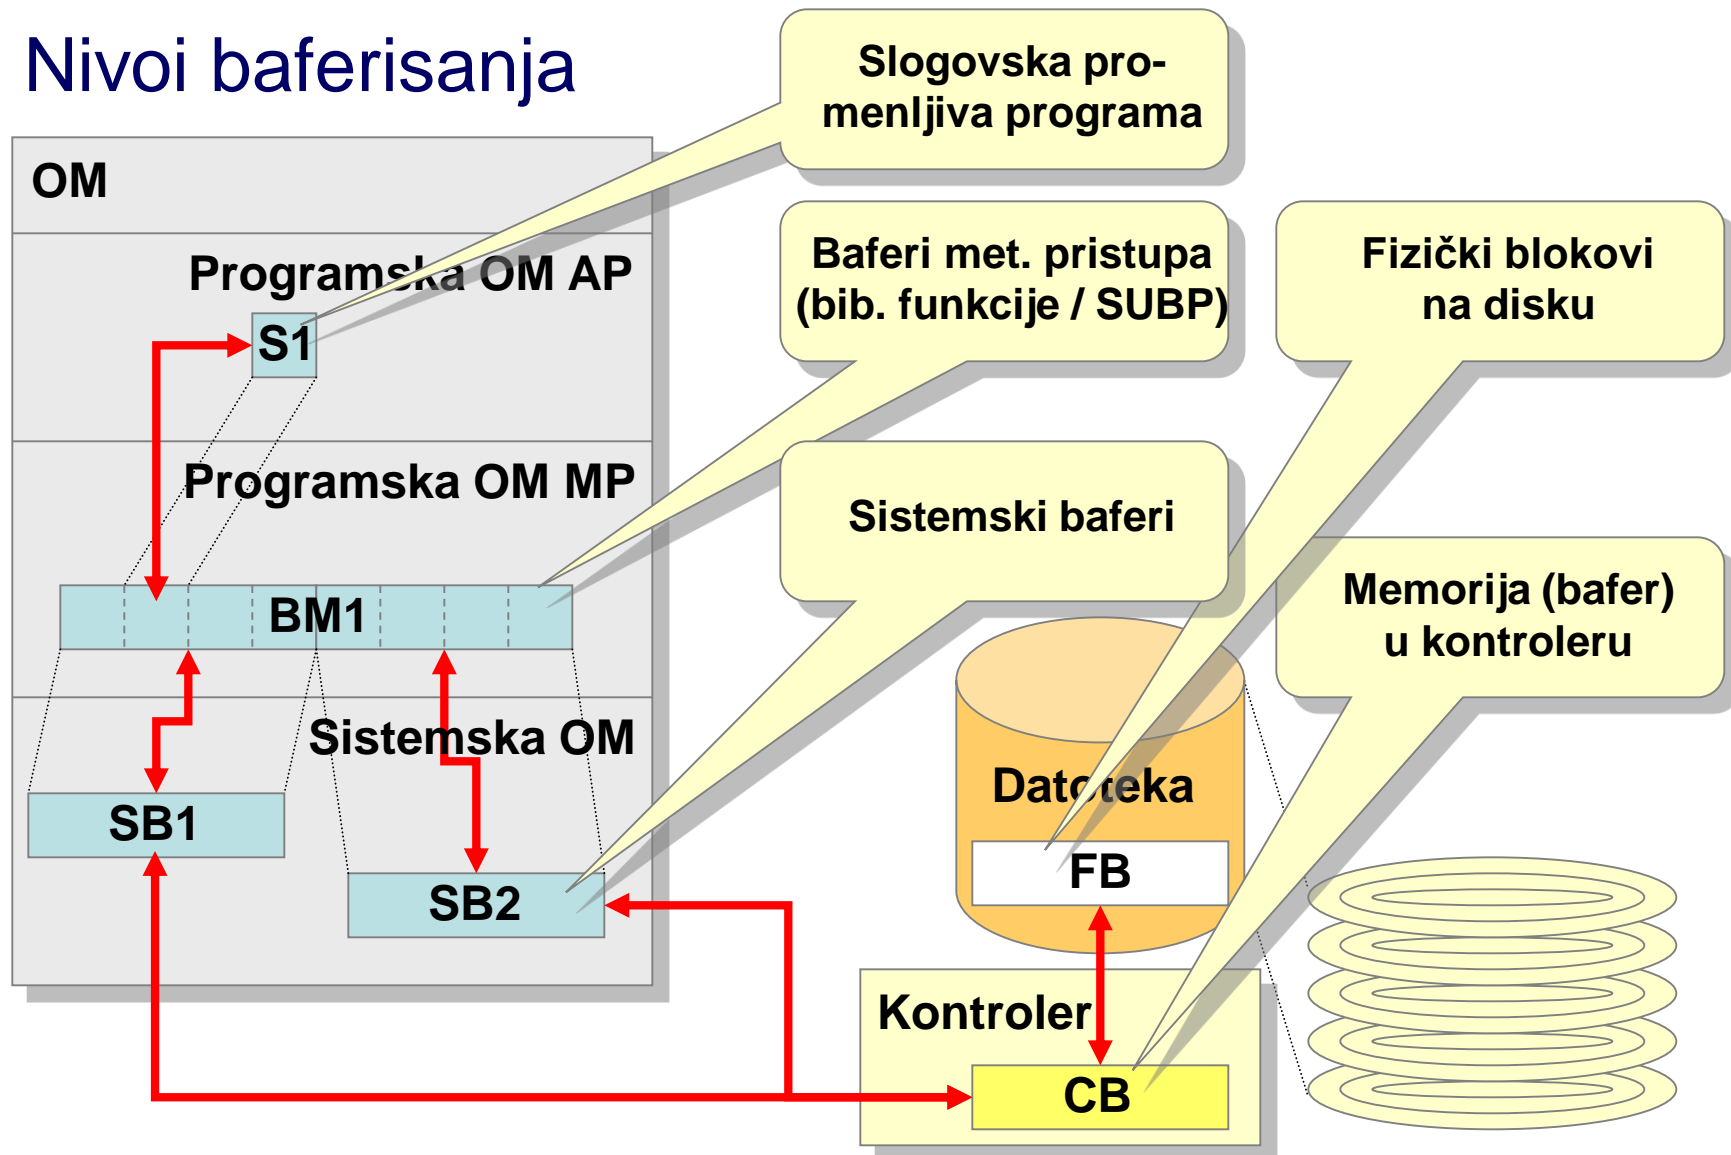 Nivoi baferisanja
Slogovska pro-
menljiva programa
OM
Programska OM AP
S1
Baferi met. pristupa
(bib. funkcije / SUBP)
Fizički blokovi
na disku
Programska OM MP
Sistemski baferi
BM1
Memorija (bafer)
u kontroleru
Sistemska OM
SB1
SB2
Datoteka
FB
Kontroler
CB